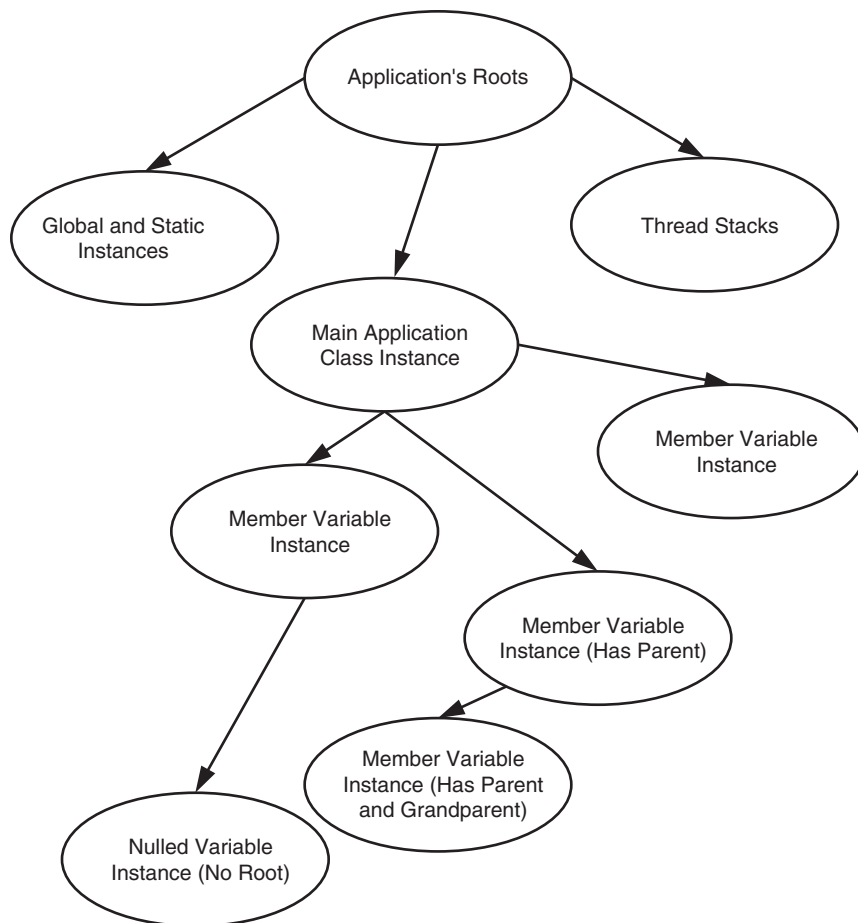 Application's Roots
Global and Static
Instances
Thread Stacks
Main Application
Class Instance
Member Variable
Instance
Member Variable
Instance
Member Variable
Instance (Has Parent)
Member Variable
Instance (Has Parent
and Grandparent)
Nulled Variable
Instance (No Root)